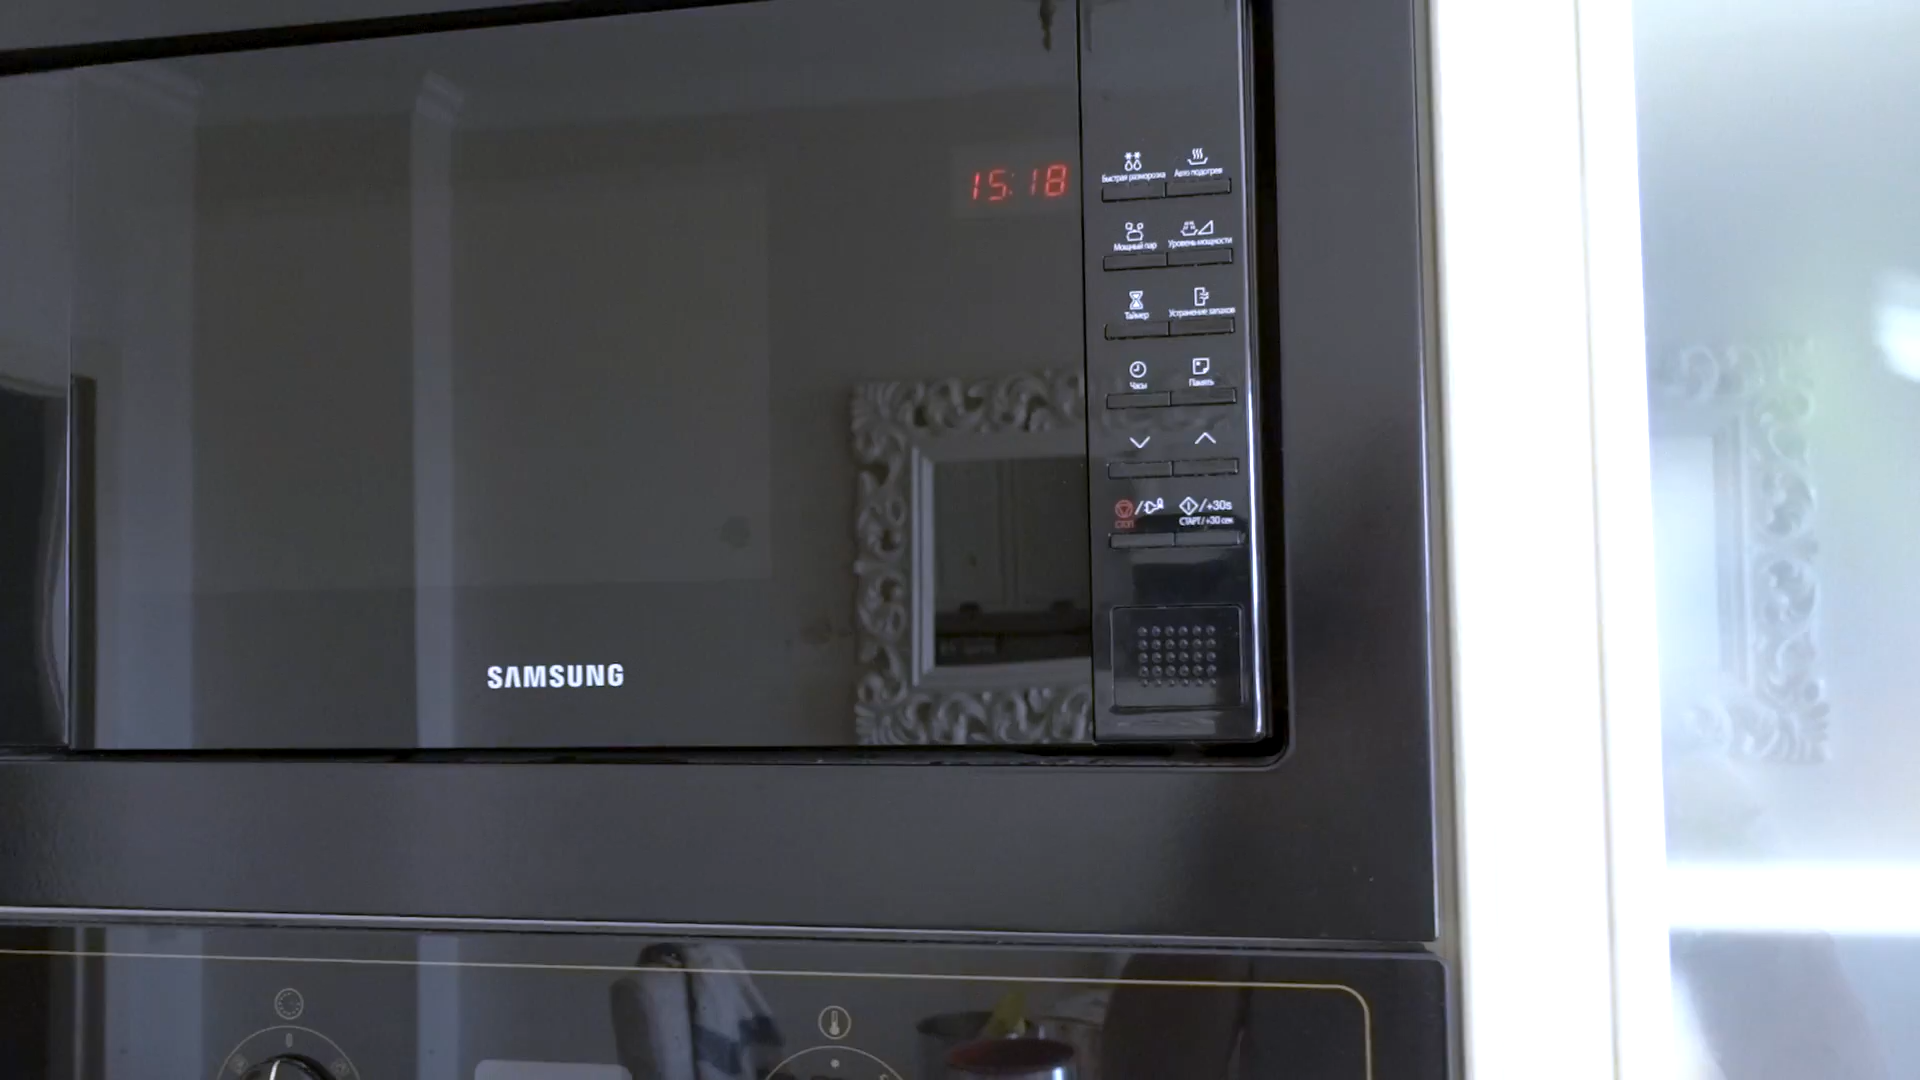 15:18
Быстрая разморозка
Авто подогрев
Мощный пар
Уровень мощности
Таймер
Устранение запахов
Часы
Память
/
/+30s
СТОП
СТАРТ/+30 сек
SAMSUNG